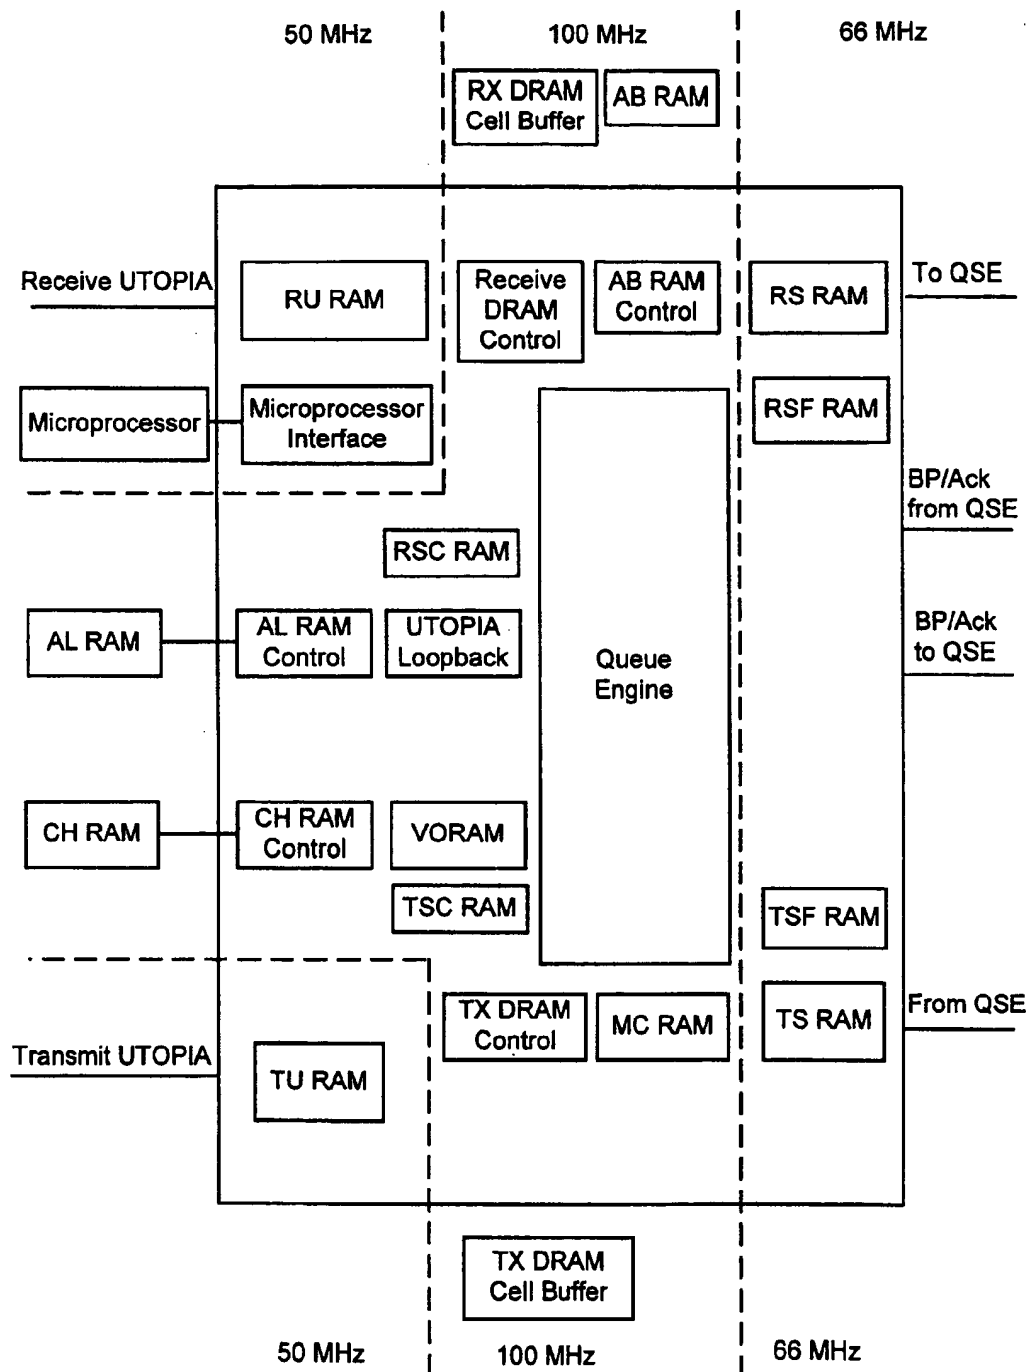 50 MHz
100 MHz
66 MHz
RX DRAM
Cell Buffer
AB RAM
Receive UTOPIA
RU RAM
Receive
DRAM
Control
AB RAM
Control
RS RAM
To QSE
Microprocessor
Microprocessor
Interface
RSF RAM
BP/Ack
from QSE
RSC RAM
AL RAM
AL RAM
Control
UTOPIA
Loopback
Queue
Engine
BP/Ack
to QSE
CH RAM
CH RAM
Control
VORAM
TSC RAM
TSF RAM
TX DRAM
Control
MC RAM
TS RAM
From QSE
Transmit UTOPIA
TU RAM
TX DRAM
Cell Buffer
50 MHz
100 MHz
66 MHz